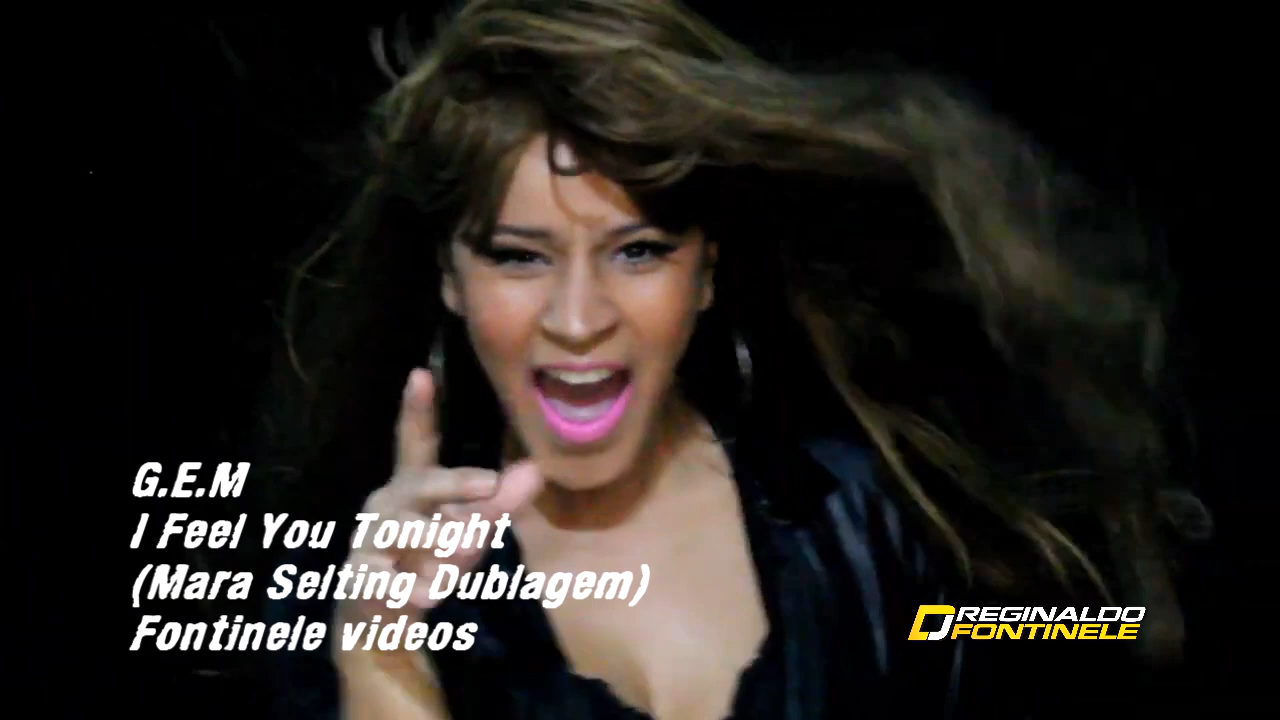 G.E.M
I Feel You Tonight
(Mara Selting Dublagem)
Fontinele videos
DJ REGINALDO
FONTINELE